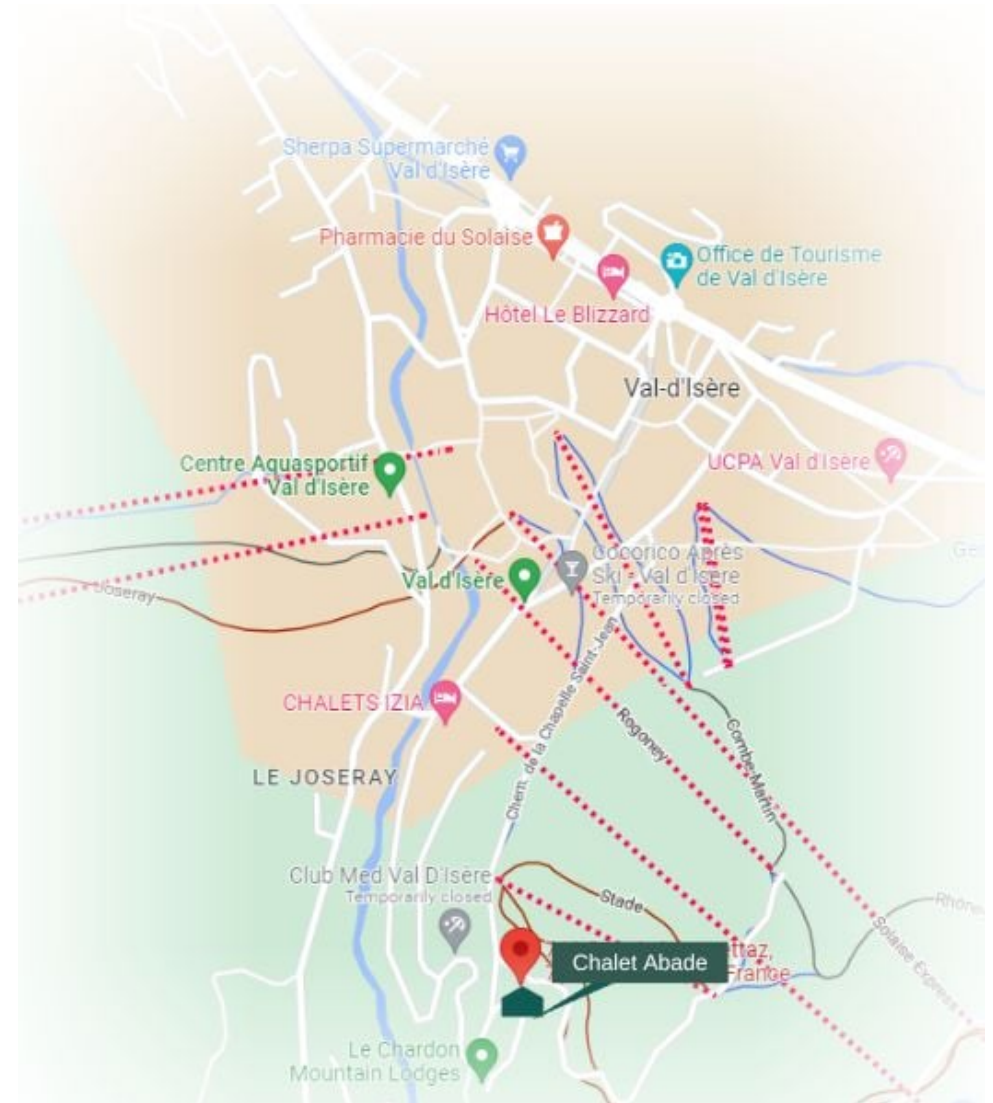 Sherpa Supermarché
Val d'Isère
Pharmacie du Solaise
Office de Tourisme
de Val d'Isère
Hôtel Le Blizzard
Val-d'Isère
Centre Aquasportif
Val d'Isère
UCPA Val d'Isère
Cocorico Après
Ski - Val d'Isère
Temporarily closed
Val d'Isère
Joseray
CHALETS IZIA
Chem. de la Chapelle Saint-Jean
Rogoney
Combe-Martin
LE JOSERAY
Club Med Val D'Isère
Temporarily closed
Stade
Rhône
Solaise Express
ttaz,
France
Chalet Abade
Le Chardon
Mountain Lodges